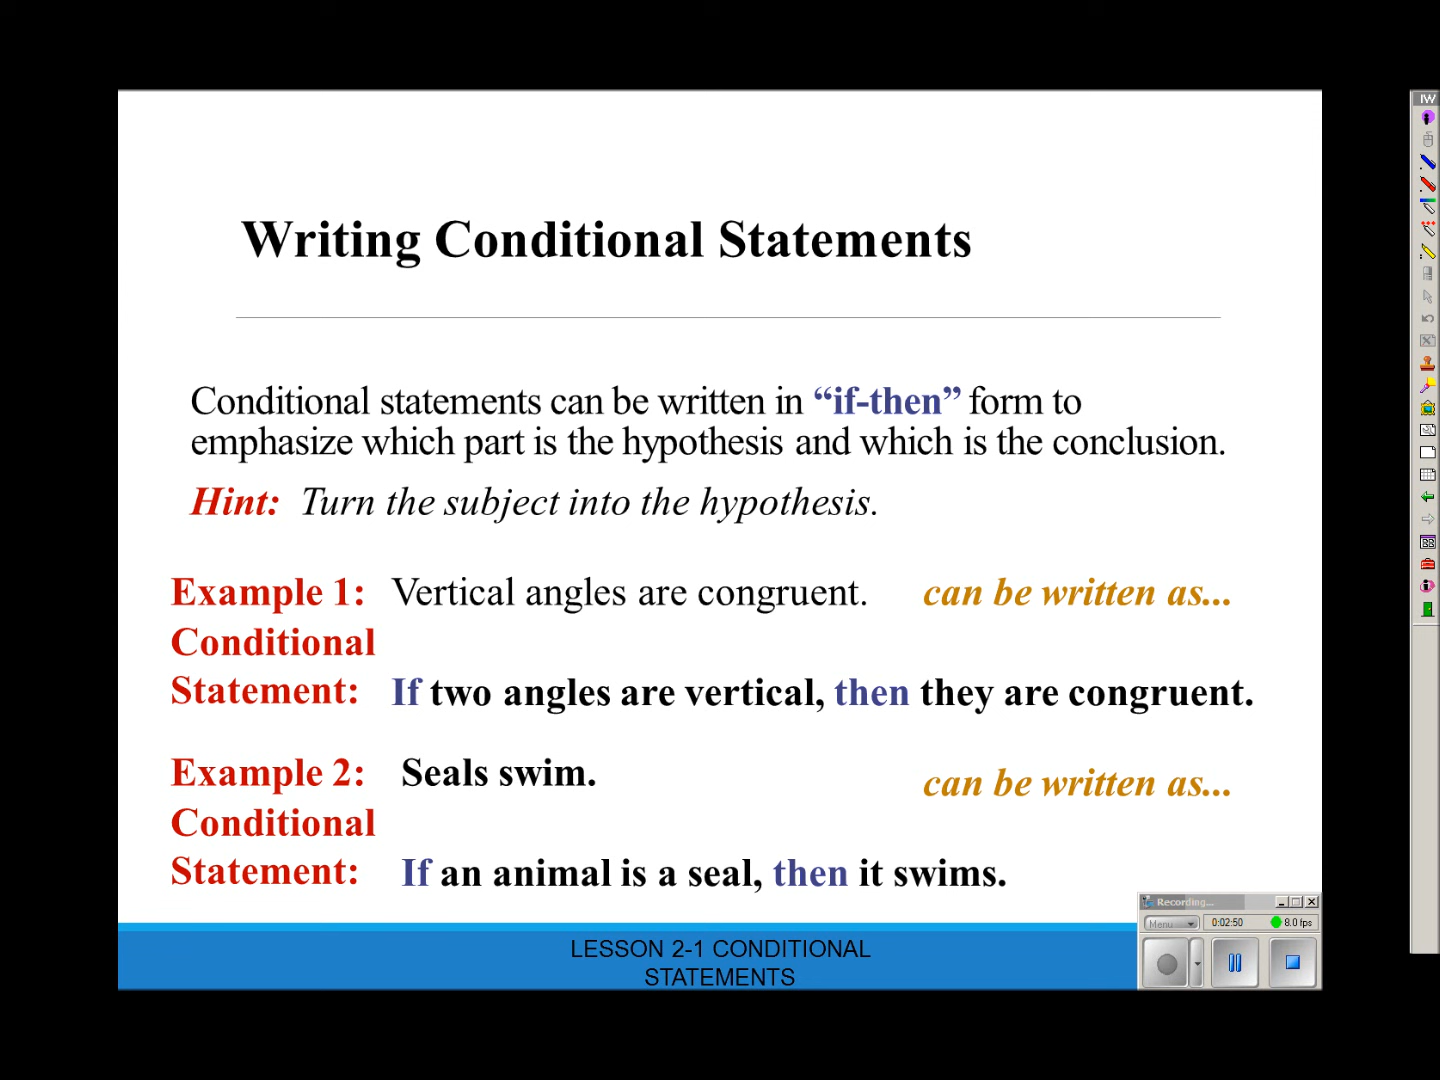 Writing Conditional Statements
Conditional statements can be written in “if-then” form to
emphasize which part is the hypothesis and which is the conclusion.
Hint: Turn the subject into the hypothesis.
Example 1: Vertical angles are congruent. can be written as...
Conditional
Statement: If two angles are vertical, then they are congruent.
Example 2: Seals swim. can be written as...
Conditional
Statement: If an animal is a seal, then it swims.
LESSON 2-1 CONDITIONAL
STATEMENTS
Recording...
Menu 0:02:50 8.0 fps
IW